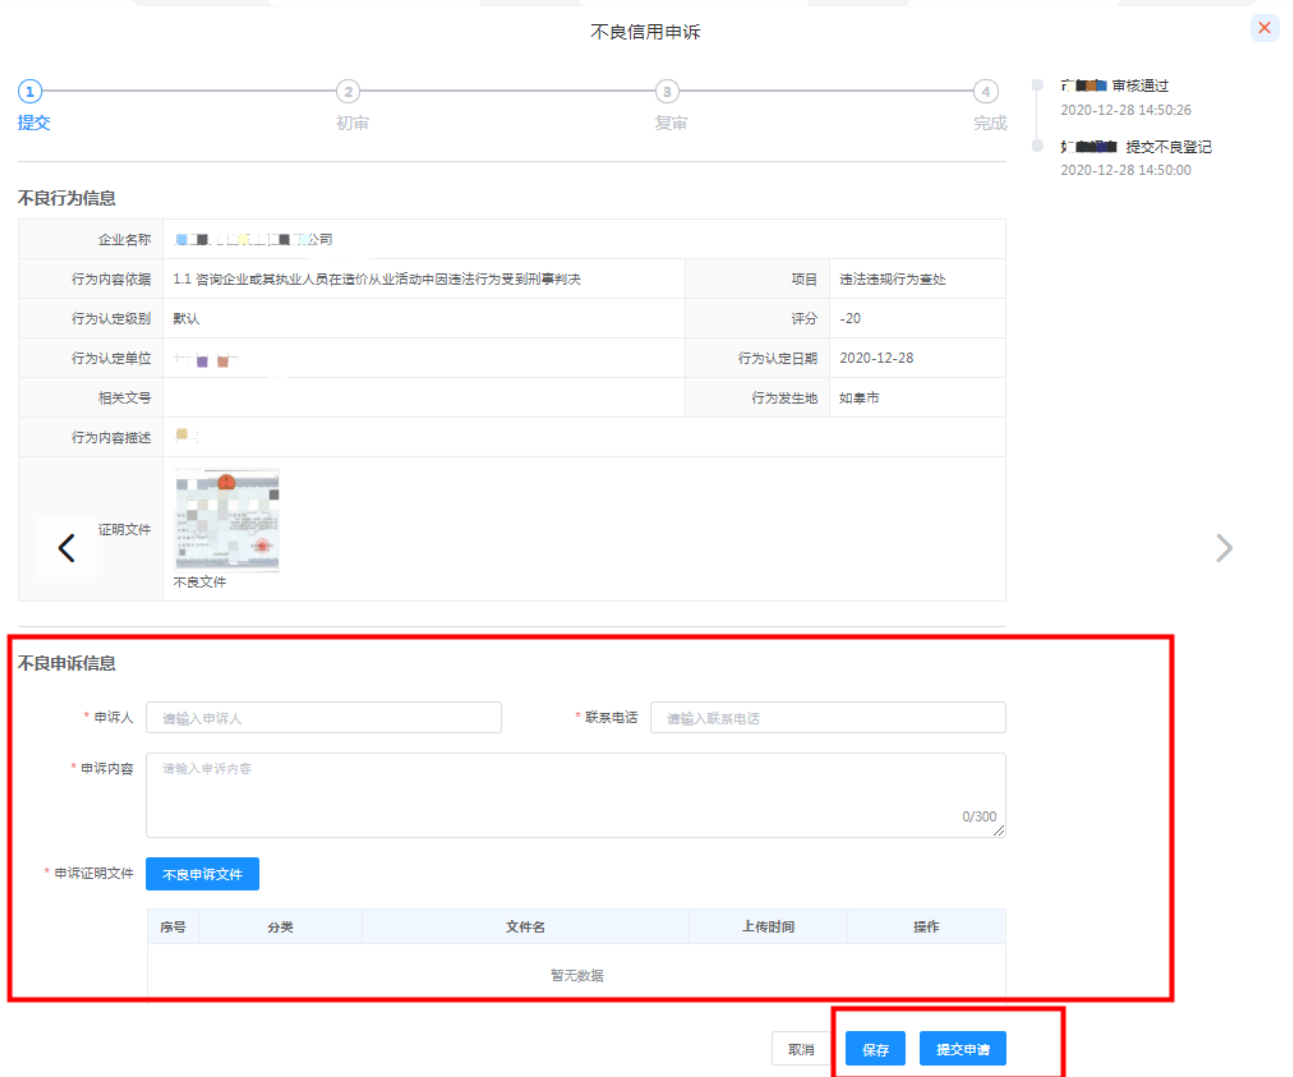 不良信用申诉
1 2 3 4
提交 初审 复审 完成
审核通过
2020-12-28 14:50:26
提交不良登记
2020-12-28 14:50:00
不良行为信息
企业名称 公司
行为内容依据 1.1 咨询企业或其执业人员在造价从业活动中因违法行为受到刑事判决 项目 违法违规行为查处
行为认定级别 默认 评分 -20
行为认定单位 行为认定日期 2020-12-28
相关文号 行为发生地 如皋市
行为内容描述
证明文件
不良文件
不良申诉信息
* 申诉人 请输入申诉人 * 联系电话 请输入联系电话
* 申诉内容 请输入申诉内容
0/300
* 申诉证明文件 不良申诉文件
序号 分类 文件名 上传时间 操作
暂无数据
取消 保存 提交申请